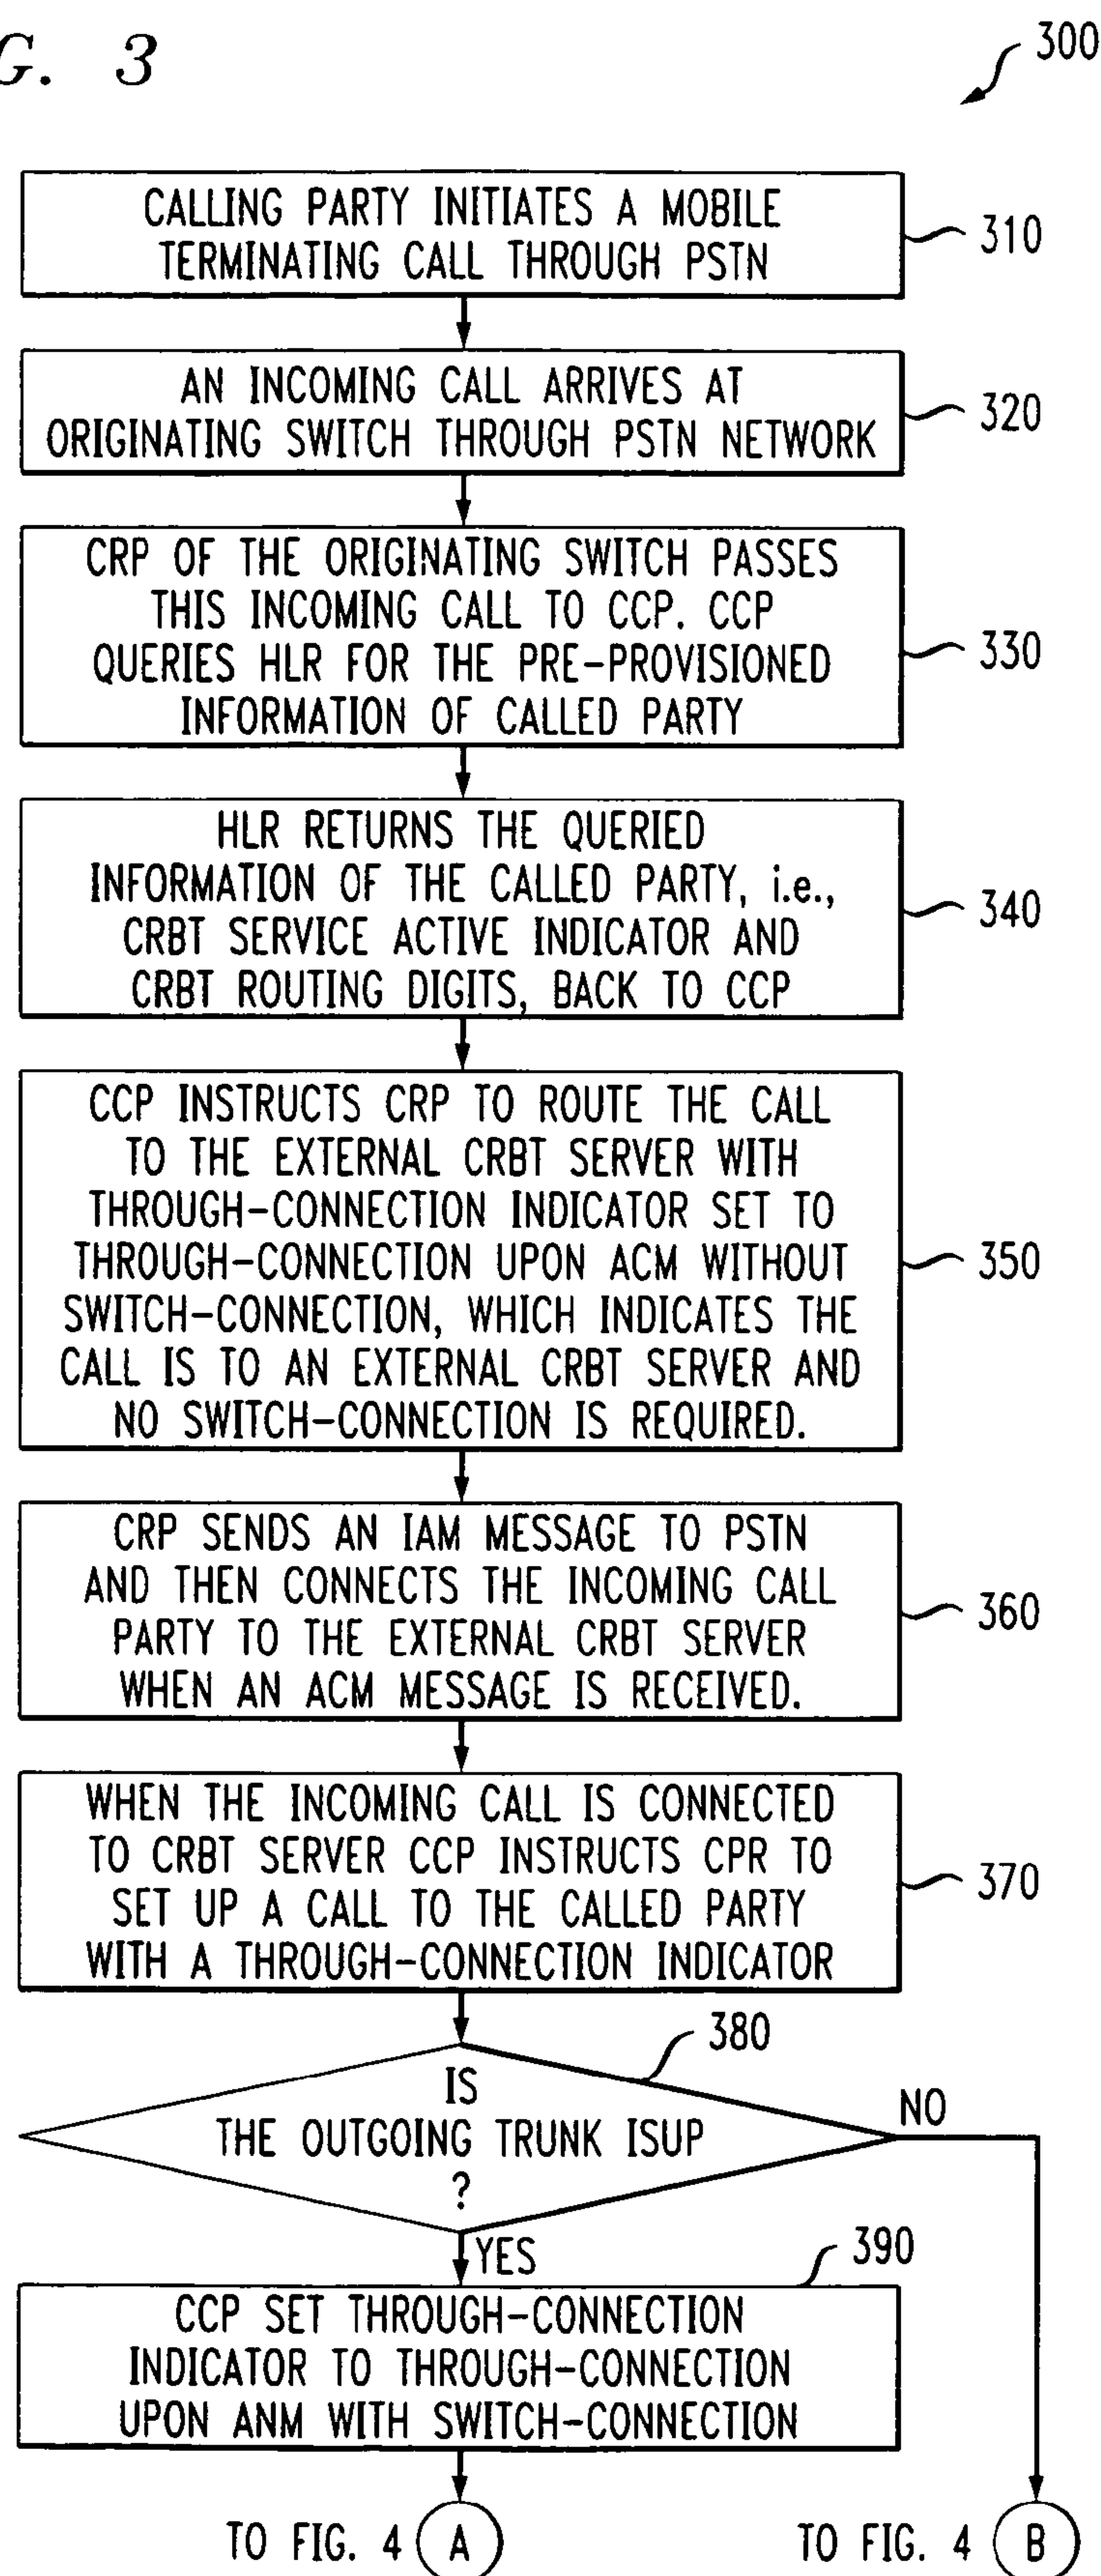 G. 3
300
CALLING PARTY INITIATES A MOBILE
TERMINATING CALL THROUGH PSTN
310
AN INCOMING CALL ARRIVES AT
ORIGINATING SWITCH THROUGH PSTN NETWORK
320
CRP OF THE ORIGINATING SWITCH PASSES
THIS INCOMING CALL TO CCP. CCP
QUERIES HLR FOR THE PRE-PROVISIONED
INFORMATION OF CALLED PARTY
330
HLR RETURNS THE QUERIED
INFORMATION OF THE CALLED PARTY, i.e.,
CRBT SERVICE ACTIVE INDICATOR AND
CRBT ROUTING DIGITS, BACK TO CCP
340
CCP INSTRUCTS CRP TO ROUTE THE CALL
TO THE EXTERNAL CRBT SERVER WITH
THROUGH-CONNECTION INDICATOR SET TO
THROUGH-CONNECTION UPON ACM WITHOUT
SWITCH-CONNECTION, WHICH INDICATES THE
CALL IS TO AN EXTERNAL CRBT SERVER AND
NO SWITCH-CONNECTION IS REQUIRED.
350
CRP SENDS AN IAM MESSAGE TO PSTN
AND THEN CONNECTS THE INCOMING CALL
PARTY TO THE EXTERNAL CRBT SERVER
WHEN AN ACM MESSAGE IS RECEIVED.
360
WHEN THE INCOMING CALL IS CONNECTED
TO CRBT SERVER CCP INSTRUCTS CPR TO
SET UP A CALL TO THE CALLED PARTY
WITH A THROUGH-CONNECTION INDICATOR
370
380
IS
THE OUTGOING TRUNK ISUP
?
NO
YES
390
CCP SET THROUGH-CONNECTION
INDICATOR TO THROUGH-CONNECTION
UPON ANM WITH SWITCH-CONNECTION
TO FIG. 4 A
TO FIG. 4 B